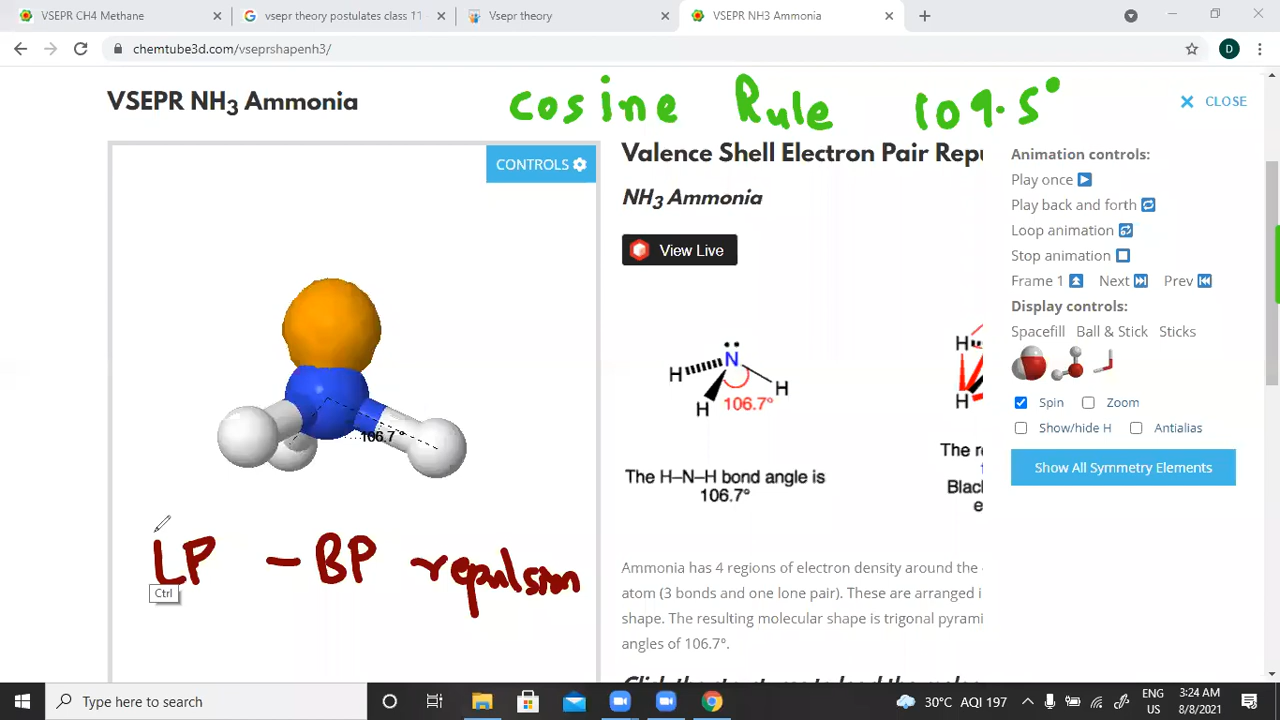 VSEPR CH4 Methane
vsepr theory postulates class 11 -
Vsepr theory
VSEPR NH3 Ammonia
chemtube3d.com/vseprshapenh3/
D
VSEPR NH3 Ammonia
cosine Rule 109.5°
CLOSE
CONTROLS
Valence Shell Electron Pair Repu
NH3 Ammonia
View Live
Animation controls:
Play once
Play back and forth
Loop animation
Stop animation
Frame 1 Next Prev
Display controls:
Spacefill Ball & Stick Sticks
Spin Zoom
Show/hide H Antialias
Show All Symmetry Elements
106.7 °
N
H
H
H
106.7°
The H–N–H bond angle is
106.7°
H
H
The re
Blac
e
LP - BP repulsion
Ctrl
Ammonia has 4 regions of electron density around the
atom (3 bonds and one lone pair). These are arranged i
shape. The resulting molecular shape is trigonal pyrami
angles of 106.7°.
Type here to search
30°C AQI 197
ENG
US
3:24 AM
8/8/2021